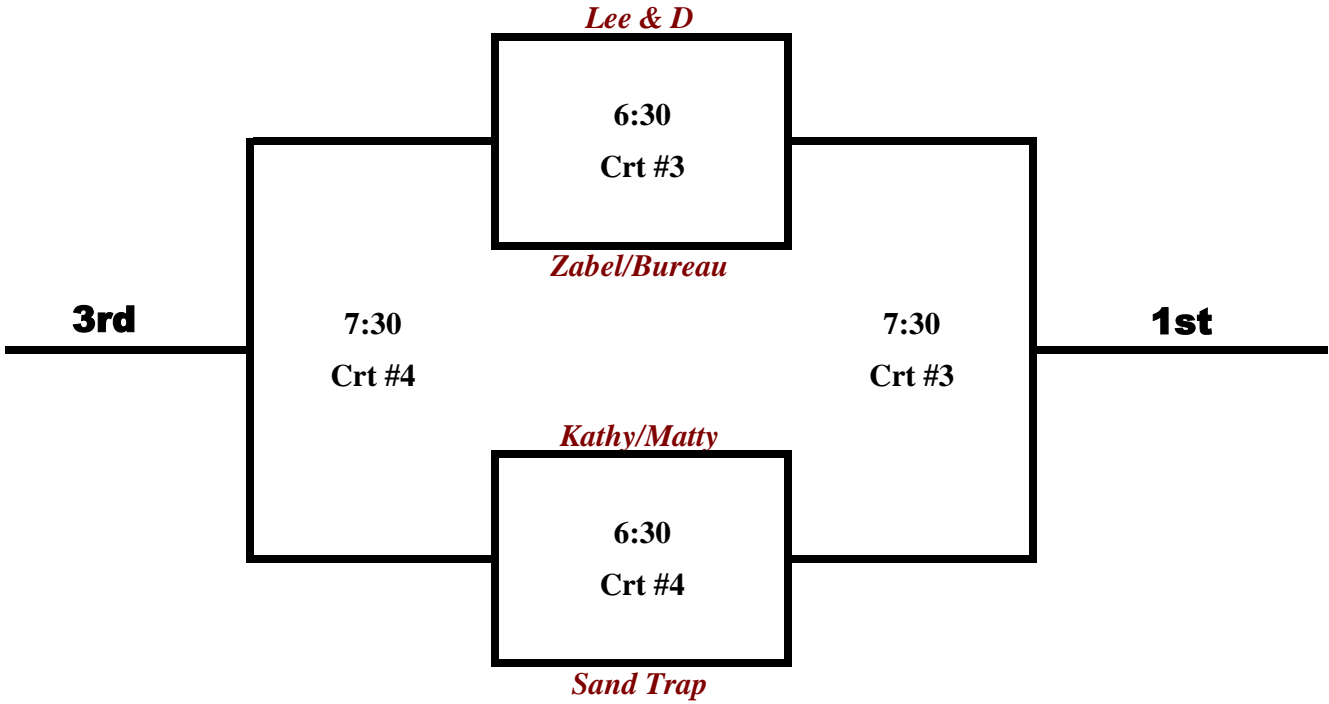 Lee & D
6:30
Crt #3
Zabel/Bureau
3rd
7:30
Crt #4
7:30
Crt #3
1st
Kathy/Matty
6:30
Crt #4
Sand Trap